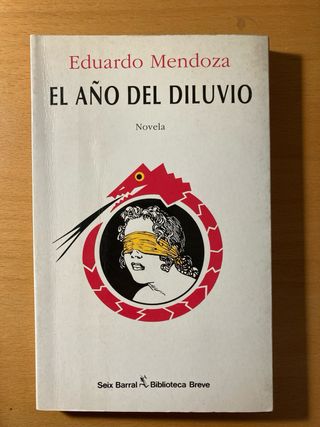 Eduardo Mendoza
EL AÑO DEL DILUVIO
Novela
Seix Barral Biblioteca Breve